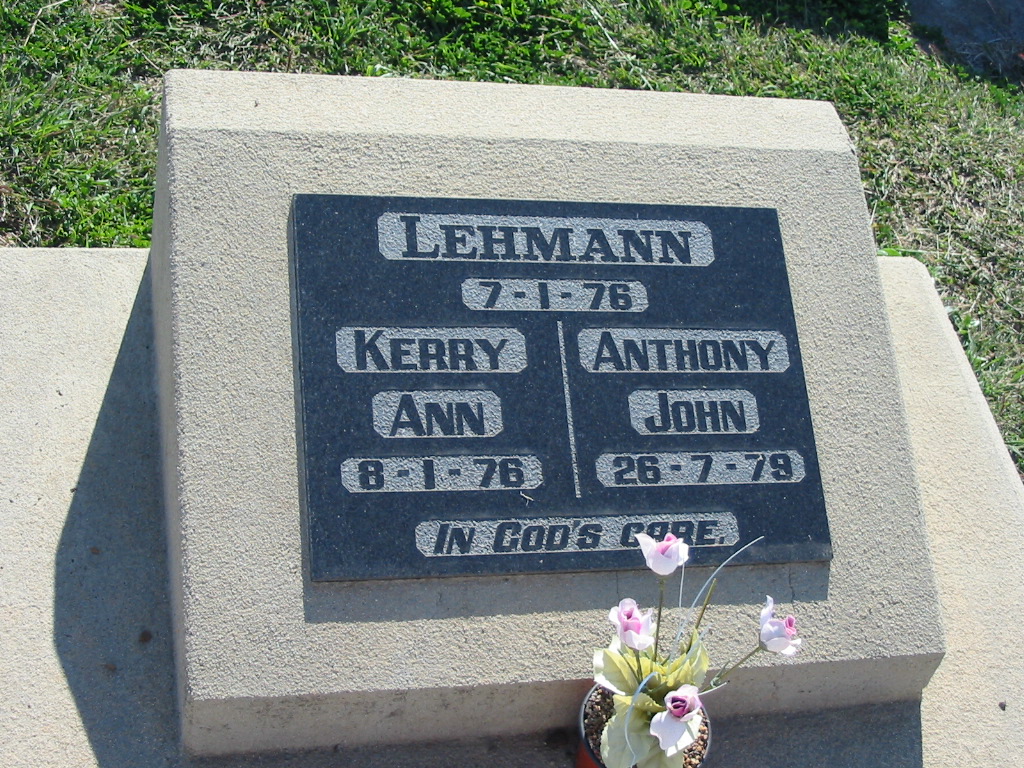 LEHMANN
7-1-76
KERRY
ANN
8-1-76
ANTHONY
JOHN
26-7-79
IN GOD'S CARE.